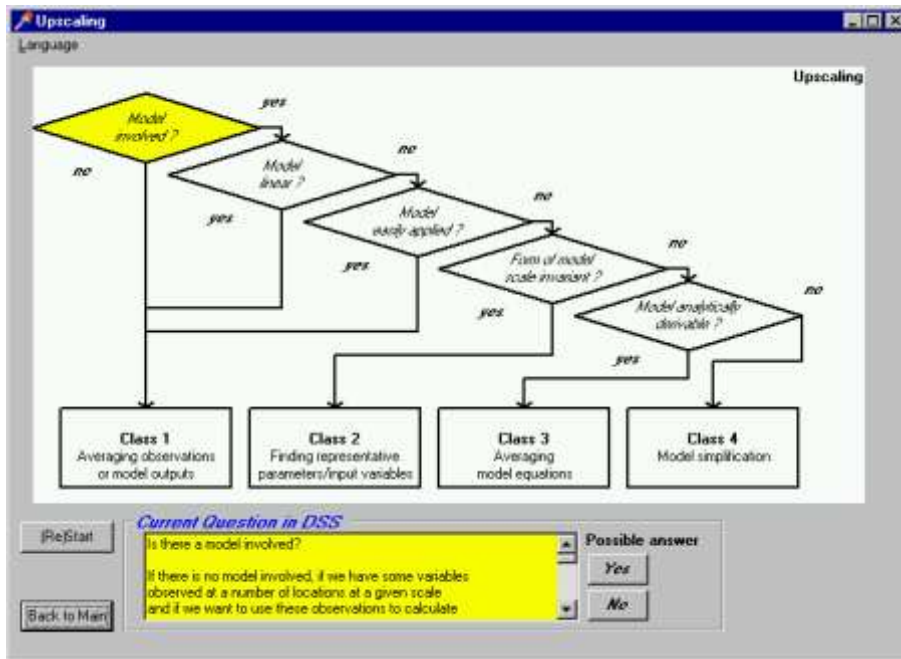 Upscaling
Language
Upscaling
yes
Model
involved ?
no
no
Model
linear ?
no
yes
Model
easily applied ?
no
yes
Form of model
scale invariant ?
no
yes
Model analytically
derivable ?
yes
Class 1
Averaging observations
or model outputs
Class 2
Finding representative
parameters/input variables
Class 3
Averaging
model equations
Class 4
Model simplification
Current Question in DSS
(Re)Start
Is there a model involved?
Possible answer
If there is no model involved, if we have some variables
observed at a number of locations at a given scale
and if we want to use these observations to calculate
Yes
No
Back to Main